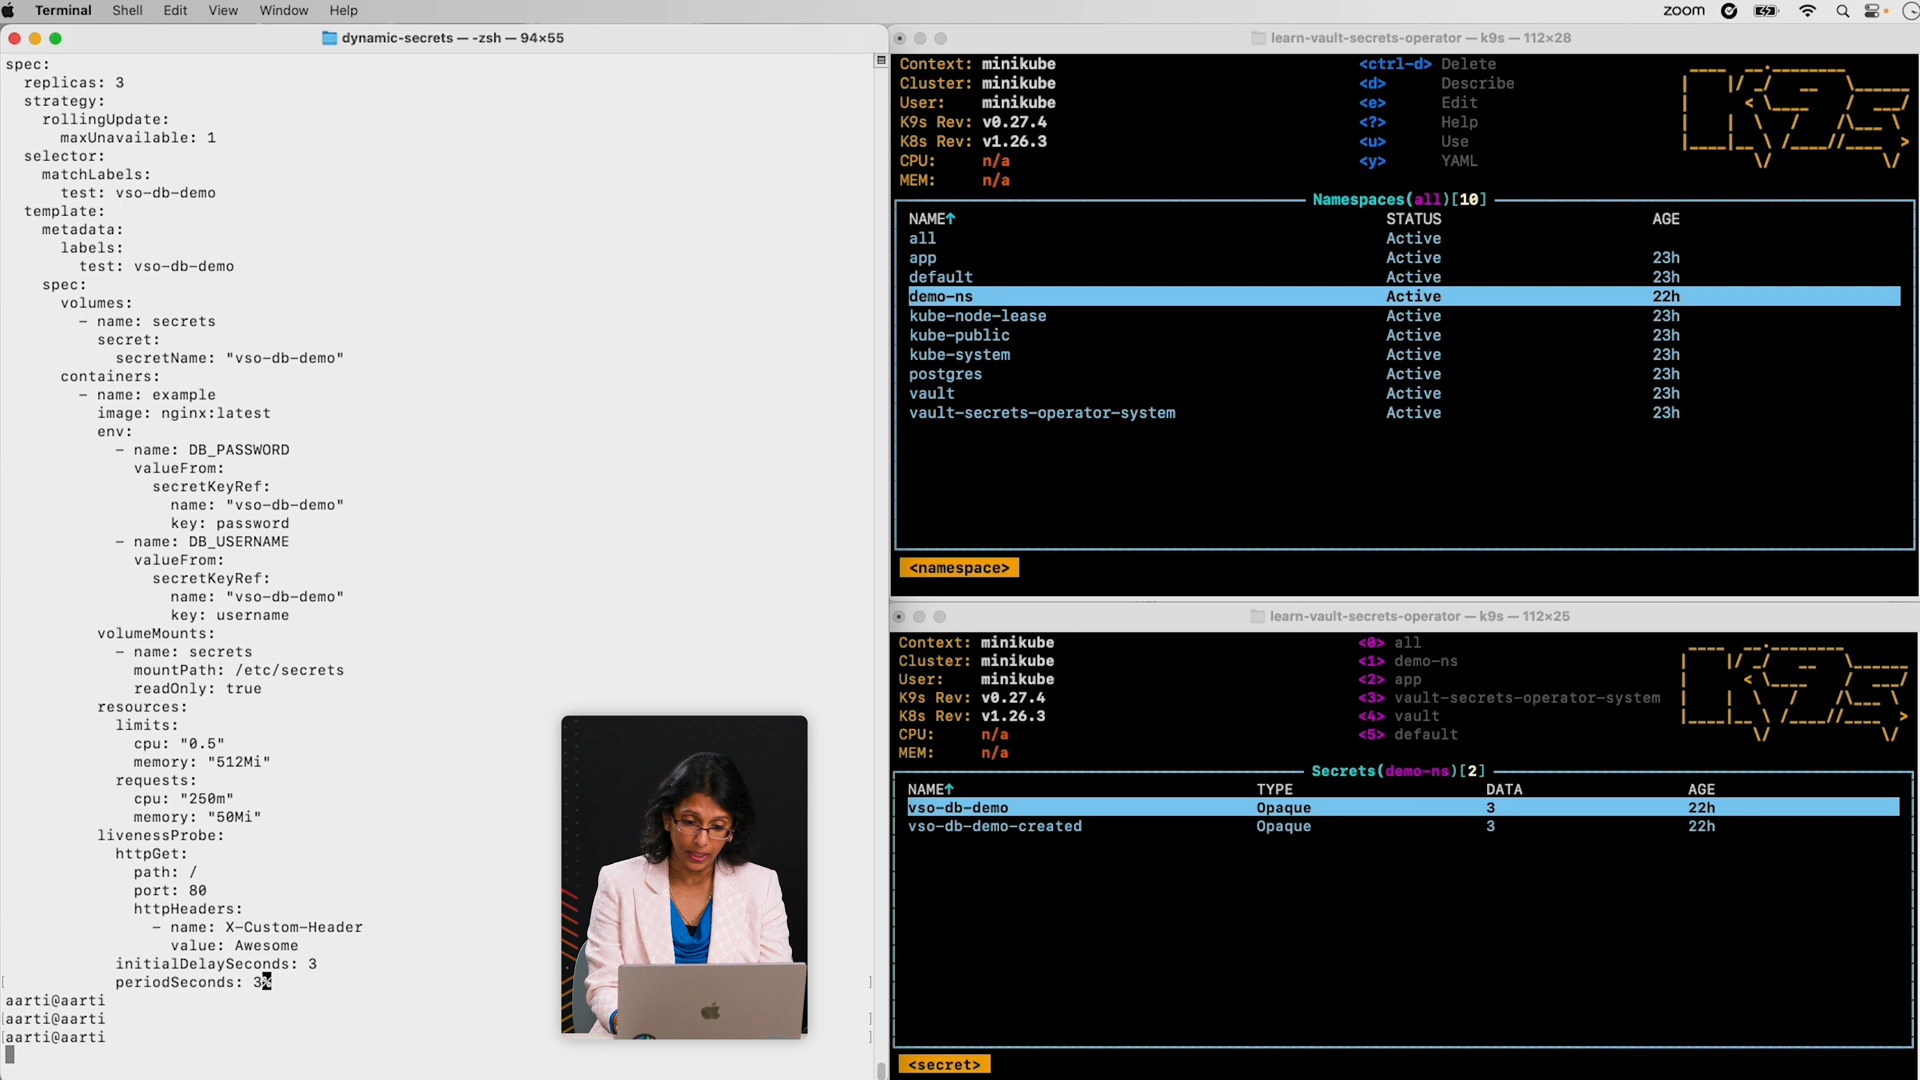 Terminal Shell Edit View Window Help zoom
dynamic-secrets — -zsh — 94×55
spec:
replicas: 3
strategy:
rollingUpdate:
maxUnavailable: 1
selector:
matchLabels:
test: vso-db-demo
template:
metadata:
labels:
test: vso-db-demo
spec:
volumes:
- name: secrets
secret:
secretName: "vso-db-demo"
containers:
- name: example
image: nginx:latest
env:
- name: DB_PASSWORD
valueFrom:
secretKeyRef:
name: "vso-db-demo"
key: password
- name: DB_USERNAME
valueFrom:
secretKeyRef:
name: "vso-db-demo"
key: username
volumeMounts:
- name: secrets
mountPath: /etc/secrets
readOnly: true
resources:
limits:
cpu: "0.5"
memory: "512Mi"
requests:
cpu: "250m"
memory: "50Mi"
livenessProbe:
httpGet:
path: /
port: 80
httpHeaders:
- name: X-Custom-Header
value: Awesome
initialDelaySeconds: 3
periodSeconds: 3%
aarti@aarti
[aarti@aarti
[aarti@aarti
learn-vault-secrets-operator — k9s — 112×28
Context: minikube <ctrl-d> Delete
Cluster: minikube <d> Describe
User: minikube <e> Edit
K9s Rev: v0.27.4 <?> Help
K8s Rev: v1.26.3 <u> Use
CPU: n/a <y> YAML
MEM: n/a
Namespaces(all)[10]
NAME↑ STATUS AGE
all Active
app Active 23h
default Active 23h
demo-ns Active 22h
kube-node-lease Active 23h
kube-public Active 23h
kube-system Active 23h
postgres Active 23h
vault Active 23h
vault-secrets-operator-system Active 23h
<namespace>
learn-vault-secrets-operator — k9s — 112×25
Context: minikube <0> all
Cluster: minikube <1> demo-ns
User: minikube <2> app
K9s Rev: v0.27.4 <3> vault-secrets-operator-system
K8s Rev: v1.26.3 <4> vault
CPU: n/a <5> default
MEM: n/a
Secrets(demo-ns)[2]
NAME↑ TYPE DATA AGE
vso-db-demo Opaque 3 22h
vso-db-demo-created Opaque 3 22h
<secret>